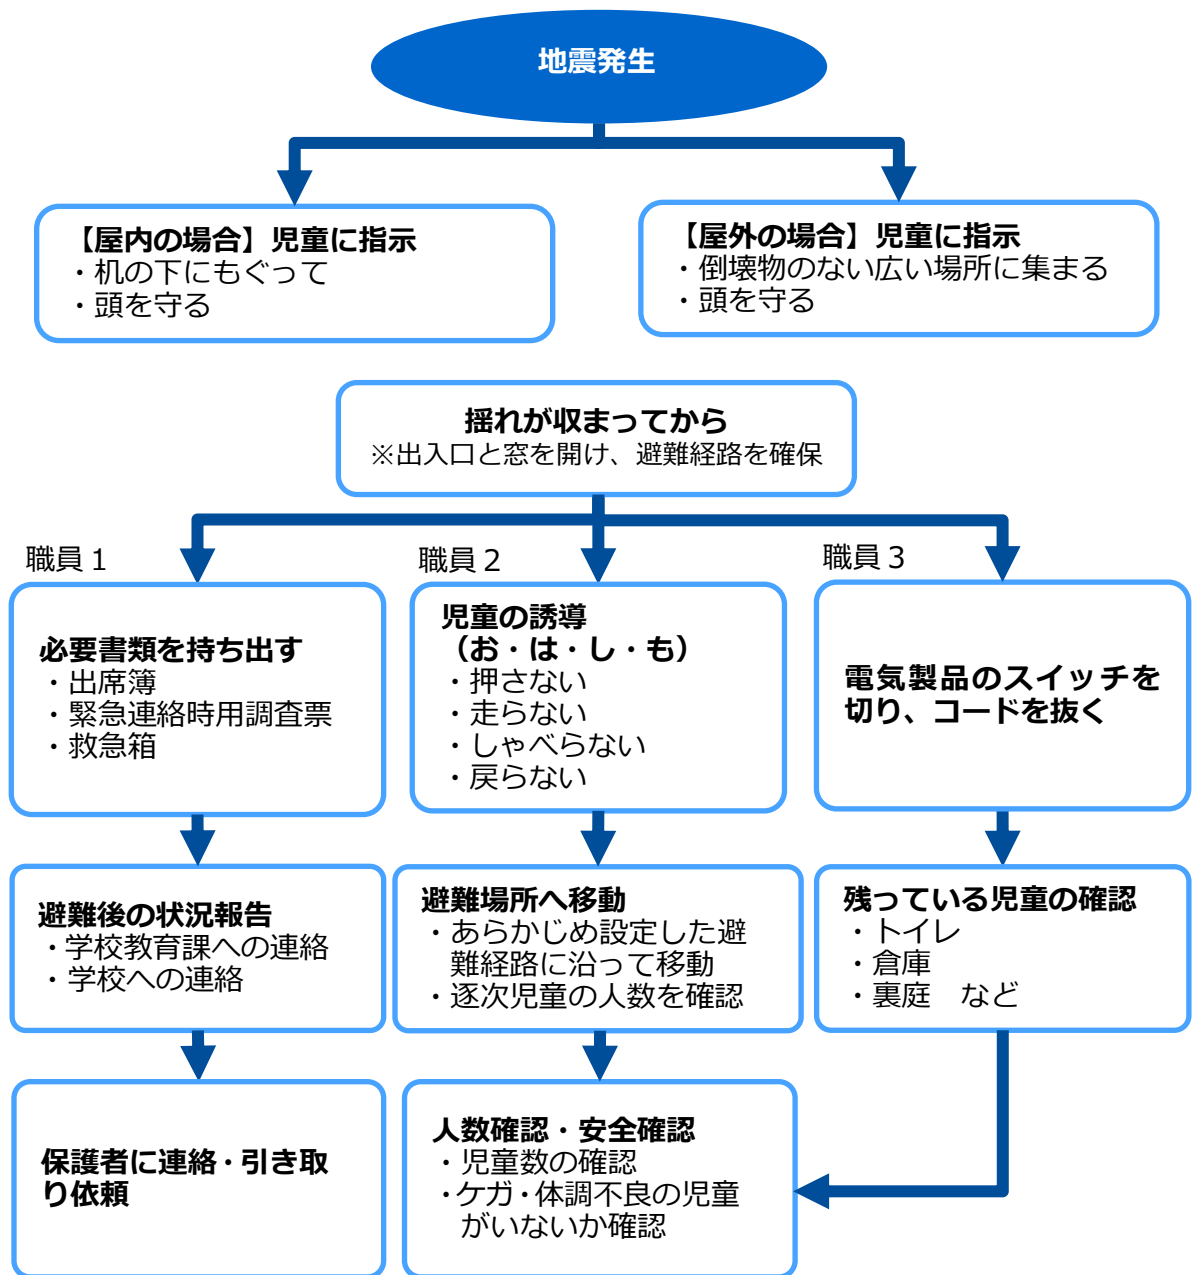 地震発生
【屋内の場合】児童に指示
・机の下にもぐって
・頭を守る
【屋外の場合】児童に指示
・倒壊物のない広い場所に集まる
・頭を守る
揺れが収まってから
※出入口と窓を開け、避難経路を確保
職員１
必要書類を持ち出す
・出席簿
・緊急連絡時用調査票
・救急箱
職員２
児童の誘導
（お・は・し・も）
・押さない
・走らない
・しゃべらない
・戻らない
職員３
電気製品のスイッチを
切り、コードを抜く
避難後の状況報告
・学校教育課への連絡
・学校への連絡
避難場所へ移動
・あらかじめ設定した避
難経路に沿って移動
・逐次児童の人数を確認
残っている児童の確認
・トイレ
・倉庫
・裏庭　など
保護者に連絡・引き取
り依頼
人数確認・安全確認
・児童数の確認
・ケガ・体調不良の児童
がいないか確認